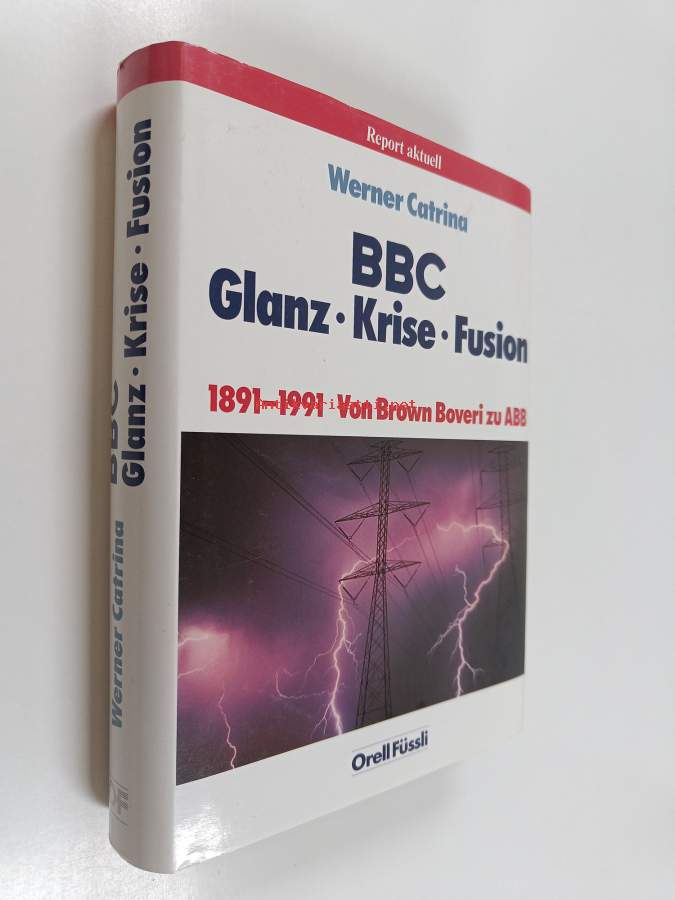 Report aktuell
Werner Catrina
BBC
Glanz · Krise · Fusion
1891–1991 Von Brown Boveri zu ABB
Orell Füssli
Werner Catrina
BBC
Glanz · Krise · Fusion